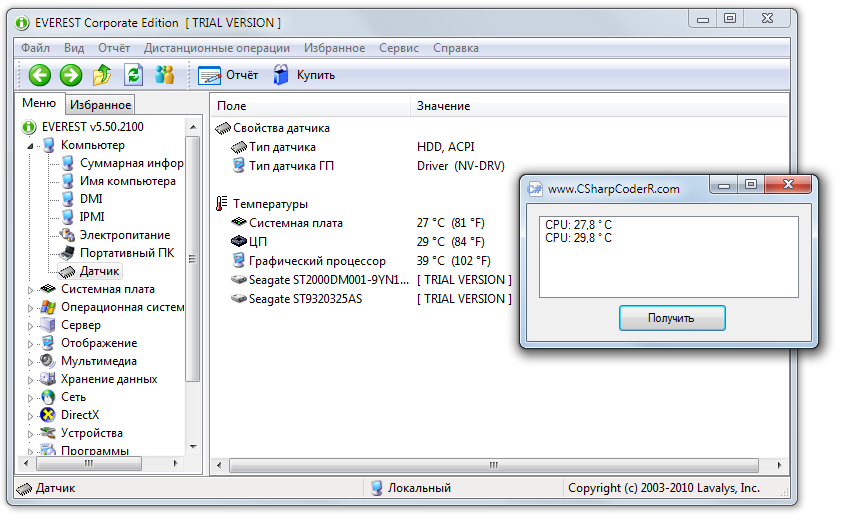 EVEREST Corporate Edition [ TRIAL VERSION ]
Файл Вид Отчёт Дистанционные операции Избранное Сервис Справка
Отчёт Купить
Меню Избранное
EVEREST v5.50.2100
Компьютер
Суммарная инфор
Имя компьютера
DMI
IPMI
Электропитание
Портативный ПК
Датчик
Системная плата
Операционная систем
Сервер
Отображение
Мультимедиа
Хранение данных
Сеть
DirectX
Устройства
Программы
Поле Значение
Свойства датчика
Тип датчика HDD, ACPI
Тип датчика ГП Driver (NV-DRV)
Температуры
Системная плата 27 °C (81 °F)
ЦП 29 °C (84 °F)
Графический процессор 39 °C (102 °F)
Seagate ST2000DM001-9YN1... [ TRIAL VERSION ]
Seagate ST9320325AS [ TRIAL VERSION ]
C# www.CSharpCoderR.com
CPU: 27,8 ° C
CPU: 29,8 ° C
Получить
Датчик Локальный Copyright (c) 2003-2010 Lavalys, Inc.